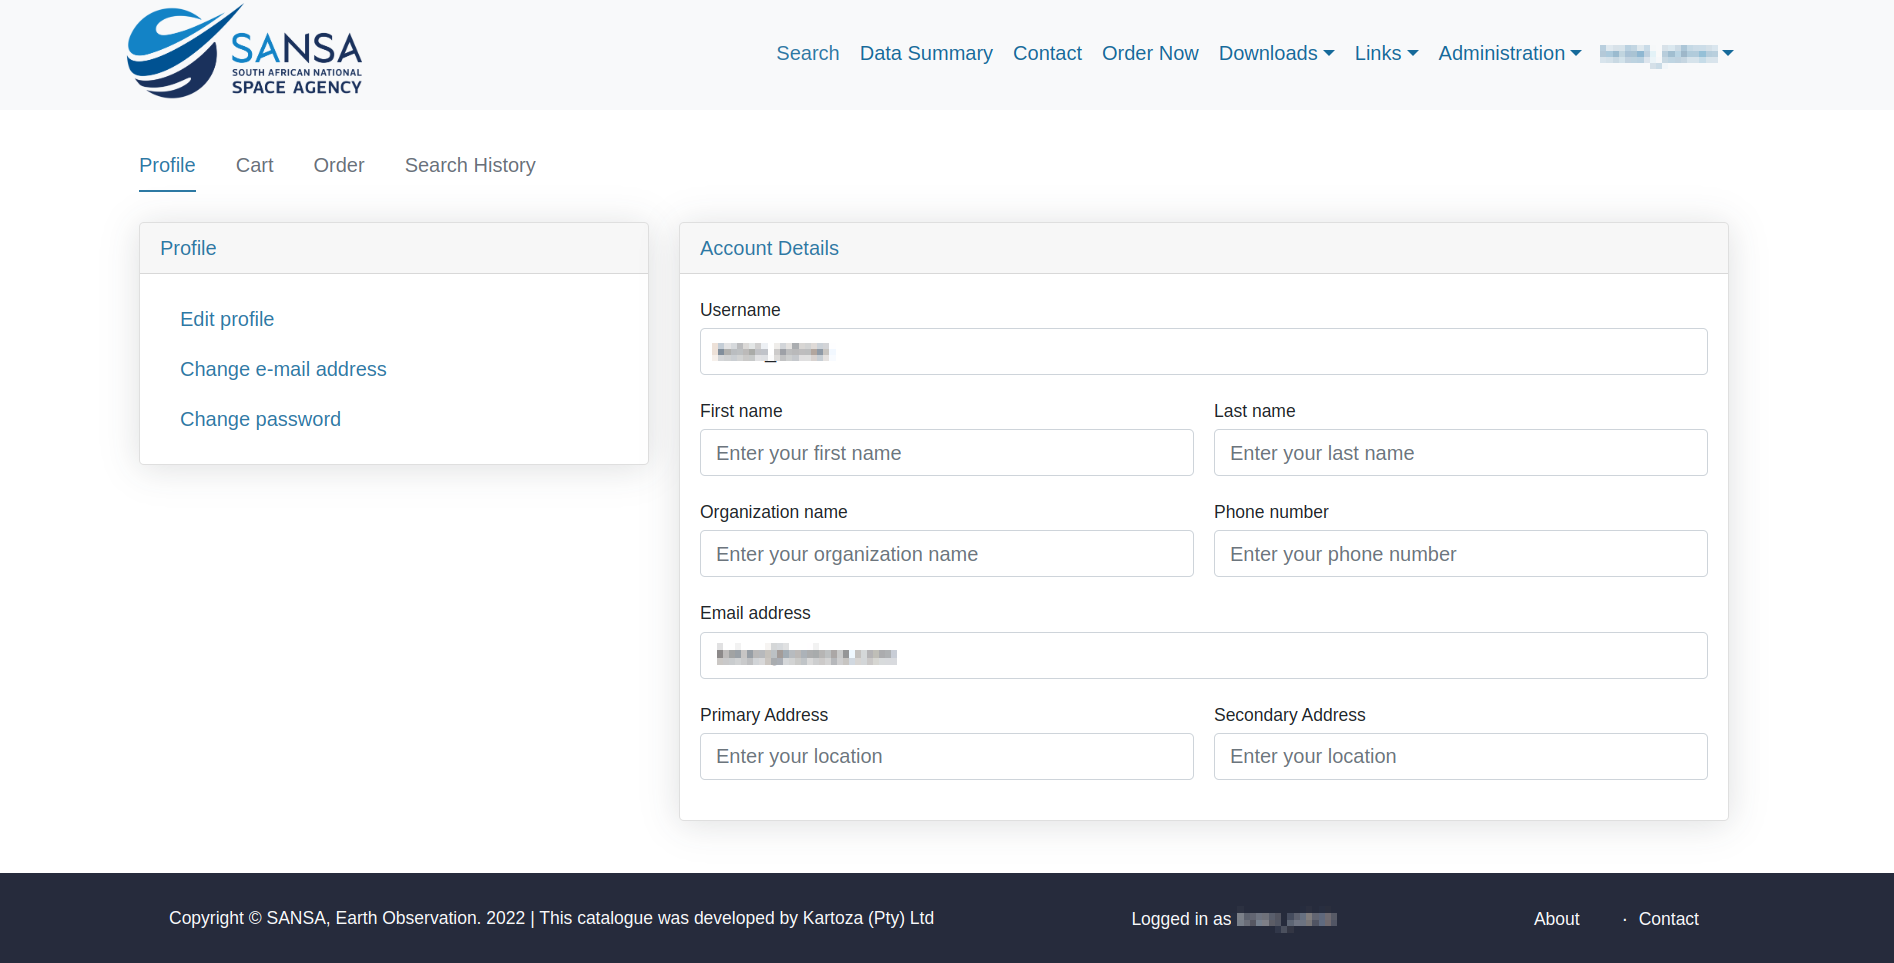 SANSA
SOUTH AFRICAN NATIONAL
SPACE AGENCY
Search Data Summary Contact Order Now Downloads Links Administration
Profile Cart Order Search History
Profile
Edit profile
Change e-mail address
Change password
Account Details
Username
First name Last name
Enter your first name Enter your last name
Organization name Phone number
Enter your organization name Enter your phone number
Email address
Primary Address Secondary Address
Enter your location Enter your location
Copyright © SANSA, Earth Observation. 2022 | This catalogue was developed by Kartoza (Pty) Ltd Logged in as About · Contact